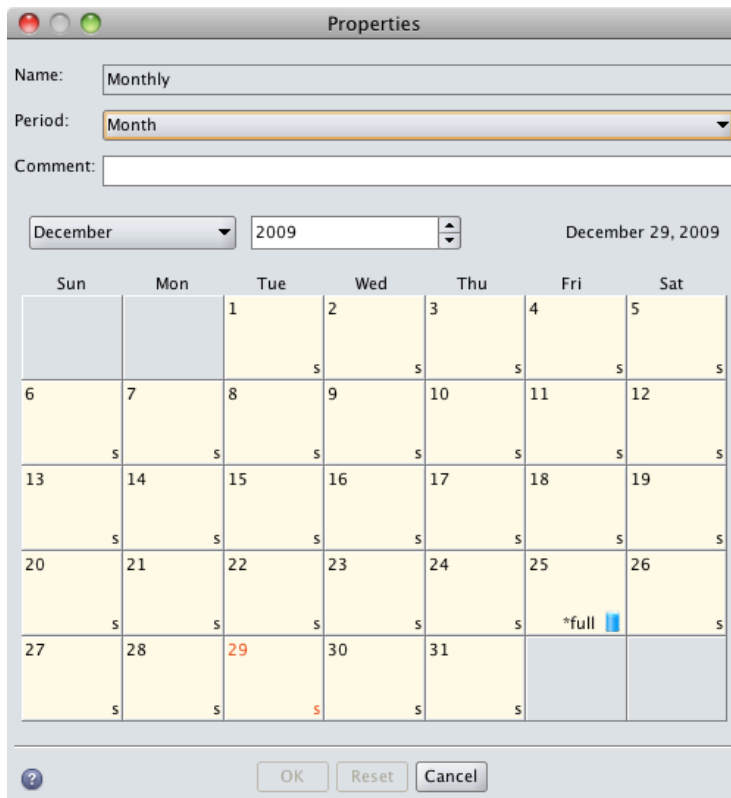 Properties
Name: Monthly
Period: Month
Comment:
December 2009 December 29, 2009
Sun Mon Tue Wed Thu Fri Sat
1 2 3 4 5
s s s s s
6 7 8 9 10 11 12
s s s s s s s
13 14 15 16 17 18 19
s s s s s s s
20 21 22 23 24 25 26
s s s s s *full s
27 28 29 30 31
s s s s s
? OK Reset Cancel